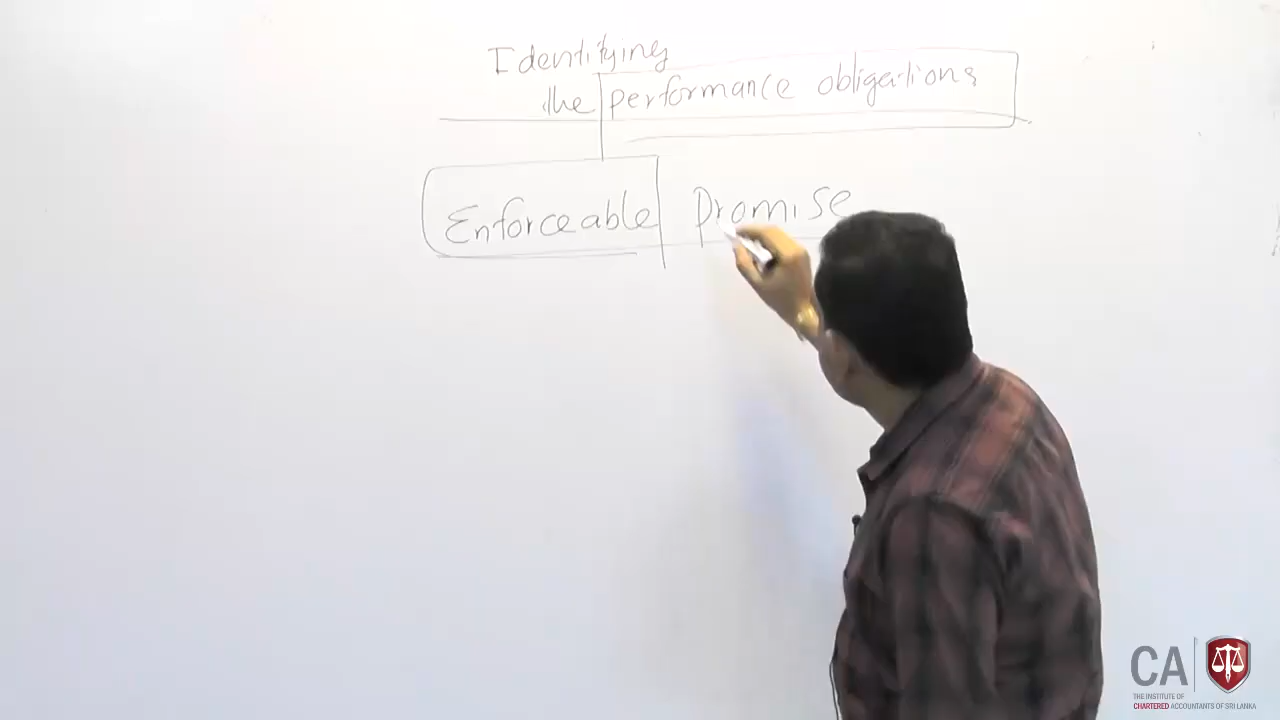 Identifying
the performance obligations
Enforceable Promise
CA
THE INSTITUTE OF
CHARTERED ACCOUNTANTS OF SRI LANKA